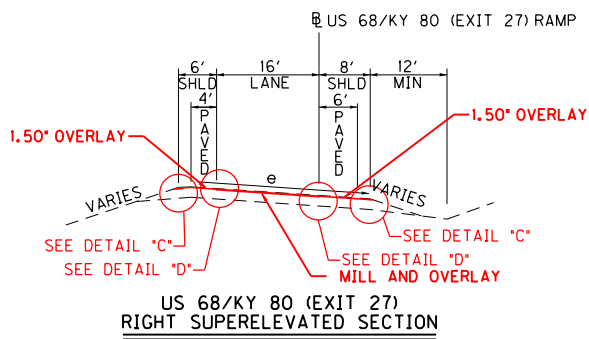 ℄ US 68/KY 80 (EXIT 27) RAMP
6' 16' 8' 12'
SHLD LANE SHLD MIN
4' 6'
PAVED PAVED
1.50" OVERLAY
1.50" OVERLAY
e
VARIES
VARIES
SEE DETAIL "C"
SEE DETAIL "C"
SEE DETAIL "D"
SEE DETAIL "D"
MILL AND OVERLAY
US 68/KY 80 (EXIT 27)
RIGHT SUPERELEVATED SECTION